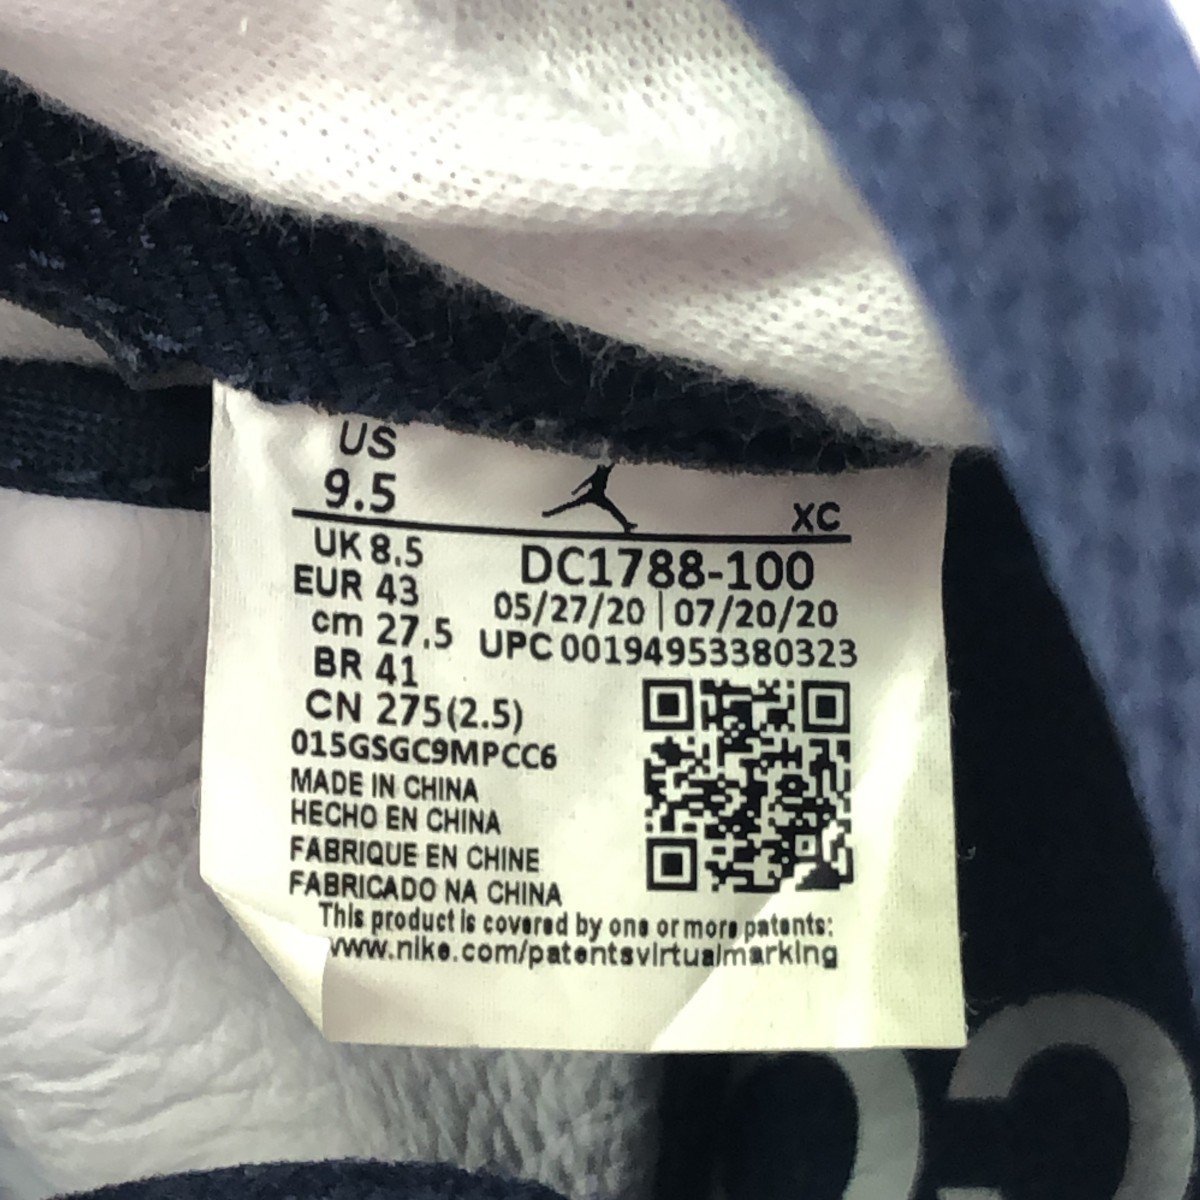 US
9.5
XC
UK 8.5
DC1788-100
EUR 43
05/27/20 | 07/20/20
cm 27.5
UPC 00194953380323
BR 41
CN 275(2.5)
015GSGC9MPCC6
MADE IN CHINA
HECHO EN CHINA
FABRIQUE EN CHINE
FABRICADO NA CHINA
This product is covered by one or more patents:
www.nike.com/patentsvirtualmarking